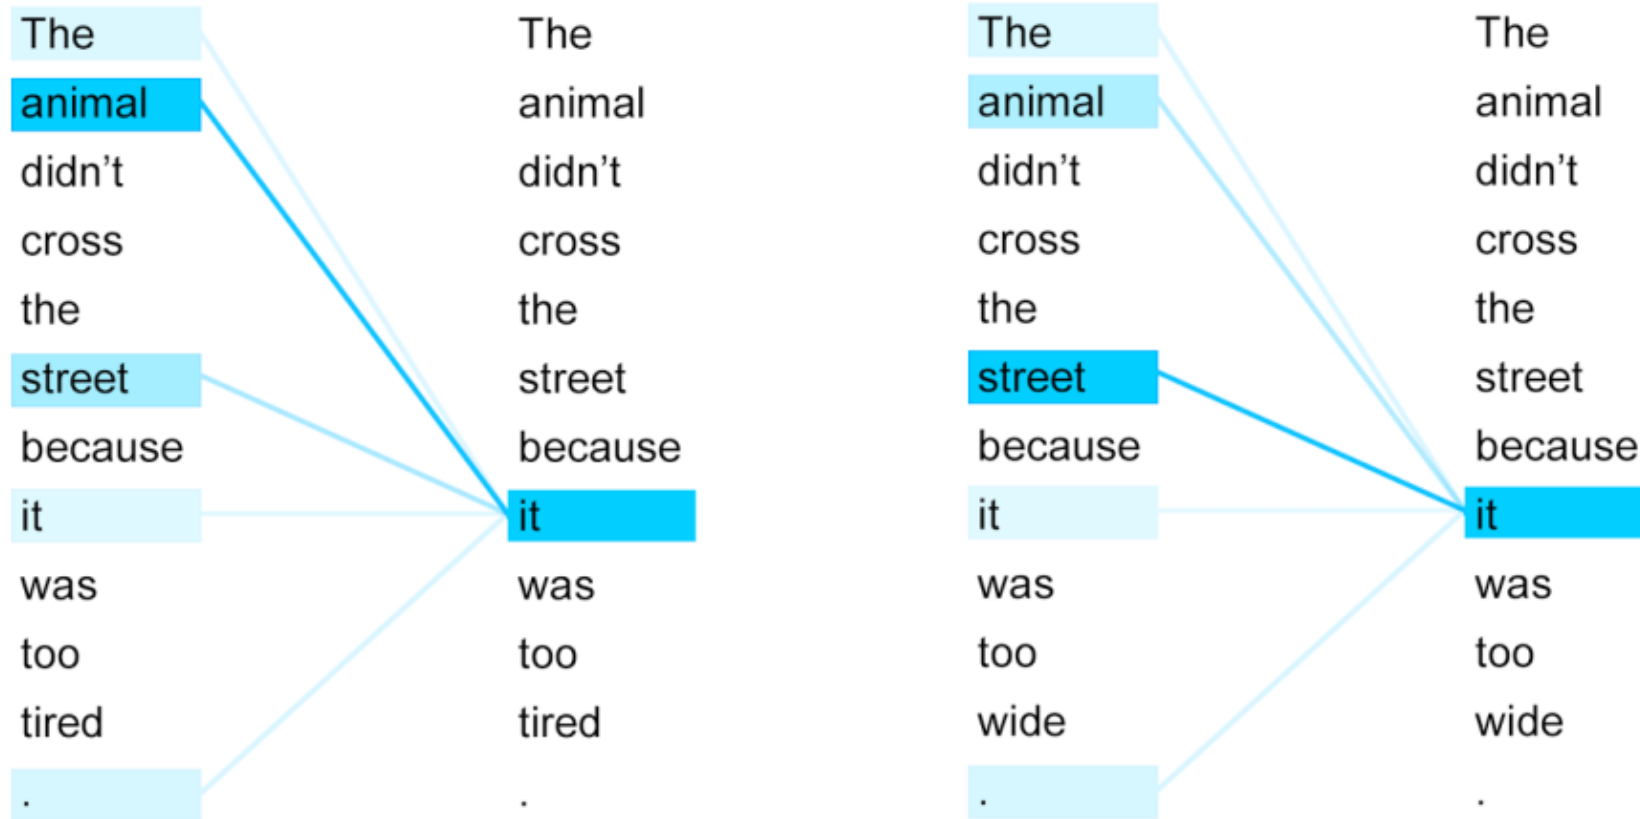 The The The The
animal animal animal animal
didn’t didn’t didn’t didn’t
cross cross cross cross
the the the the
street street street street
because because because because
it it it it
was was was was
too too too too
tired tired wide wide
. . . .